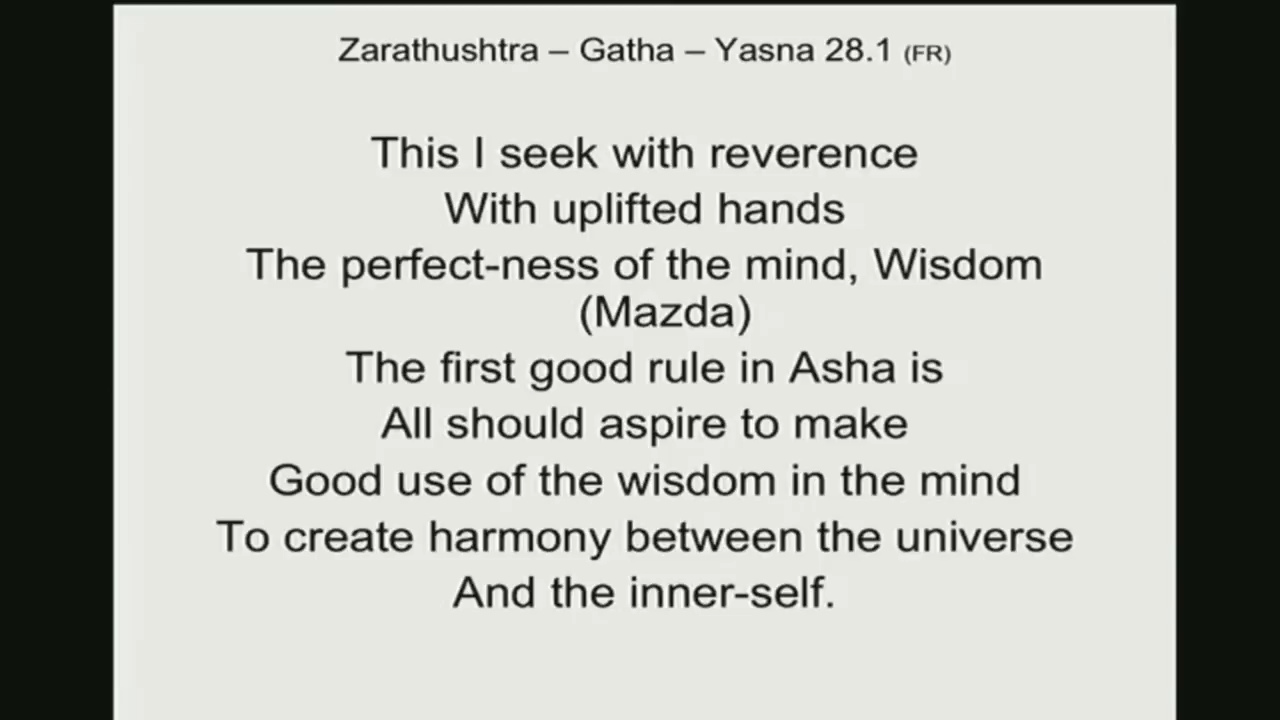 Zarathushtra – Gatha – Yasna 28.1 (FR)
This I seek with reverence
With uplifted hands
The perfect-ness of the mind, Wisdom
(Mazda)
The first good rule in Asha is
All should aspire to make
Good use of the wisdom in the mind
To create harmony between the universe
And the inner-self.